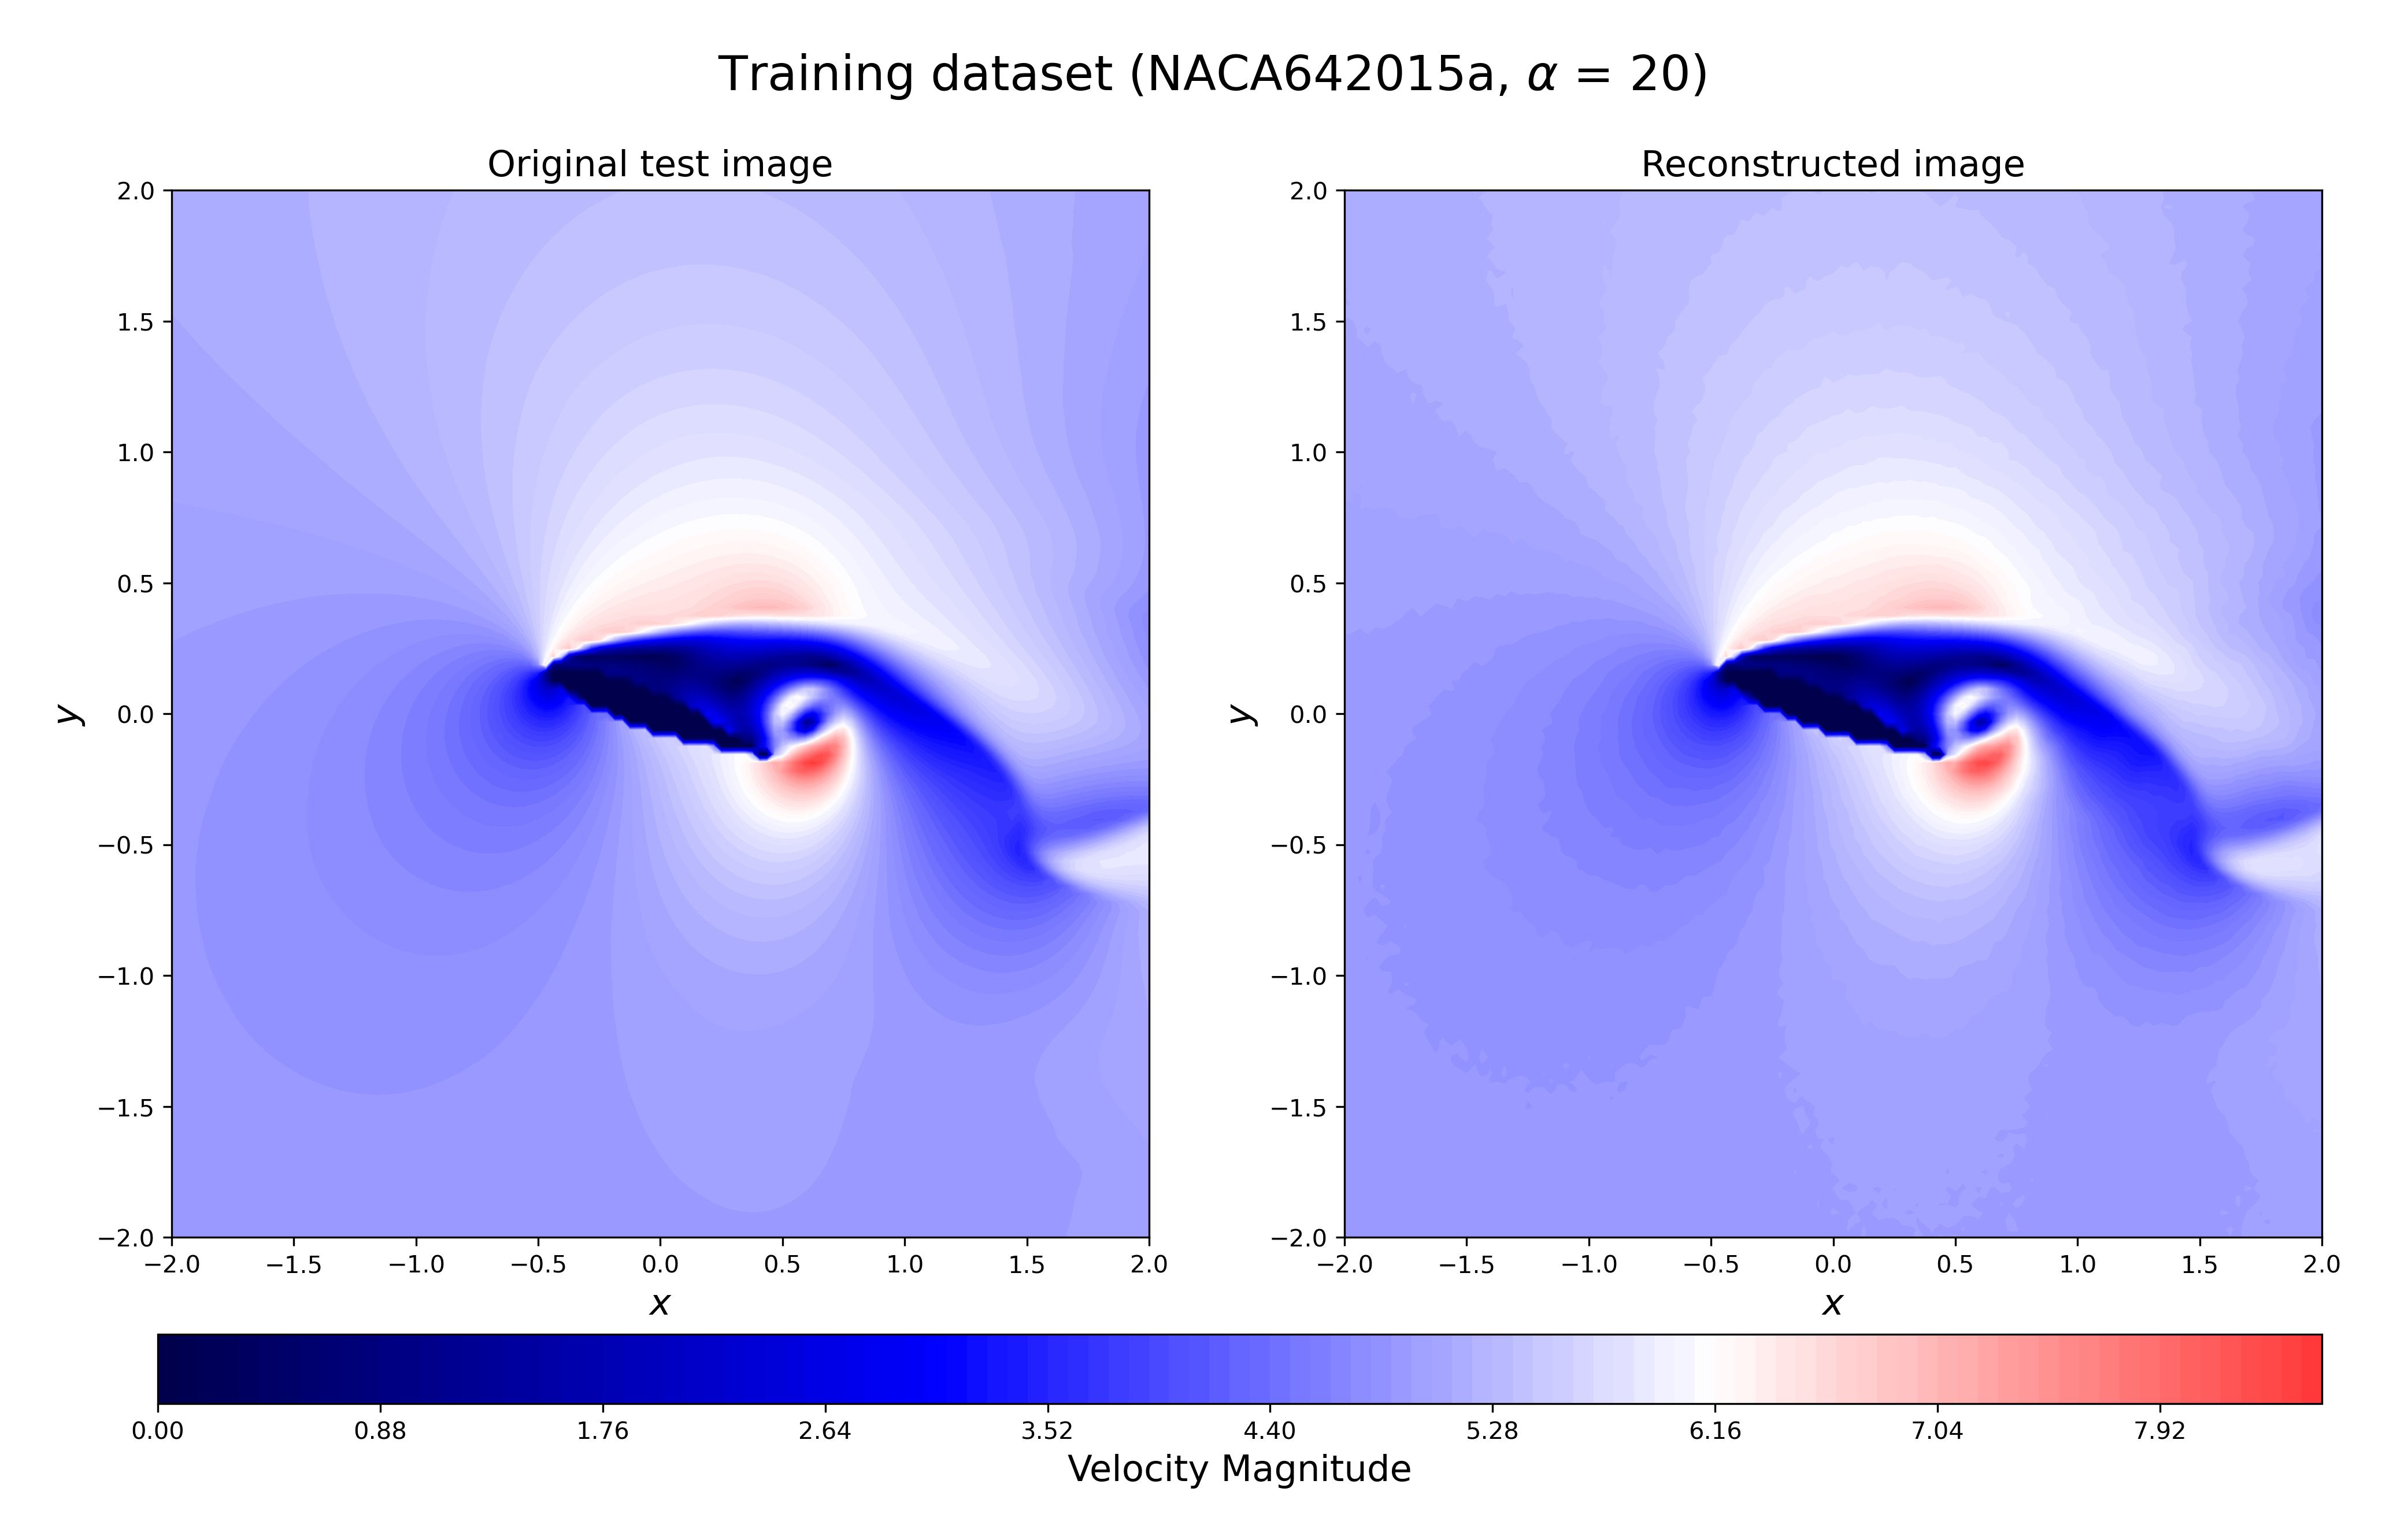 Training dataset (NACA642015a, α = 20)
Original test image
Reconstructed image
2.0
1.5
1.0
0.5
0.0
−0.5
−1.0
−1.5
−2.0
y
−2.0 −1.5 −1.0 −0.5 0.0 0.5 1.0 1.5 2.0
x
2.0
1.5
1.0
0.5
0.0
−0.5
−1.0
−1.5
−2.0
y
−2.0 −1.5 −1.0 −0.5 0.0 0.5 1.0 1.5 2.0
x
0.00 0.88 1.76 2.64 3.52 4.40 5.28 6.16 7.04 7.92
Velocity Magnitude